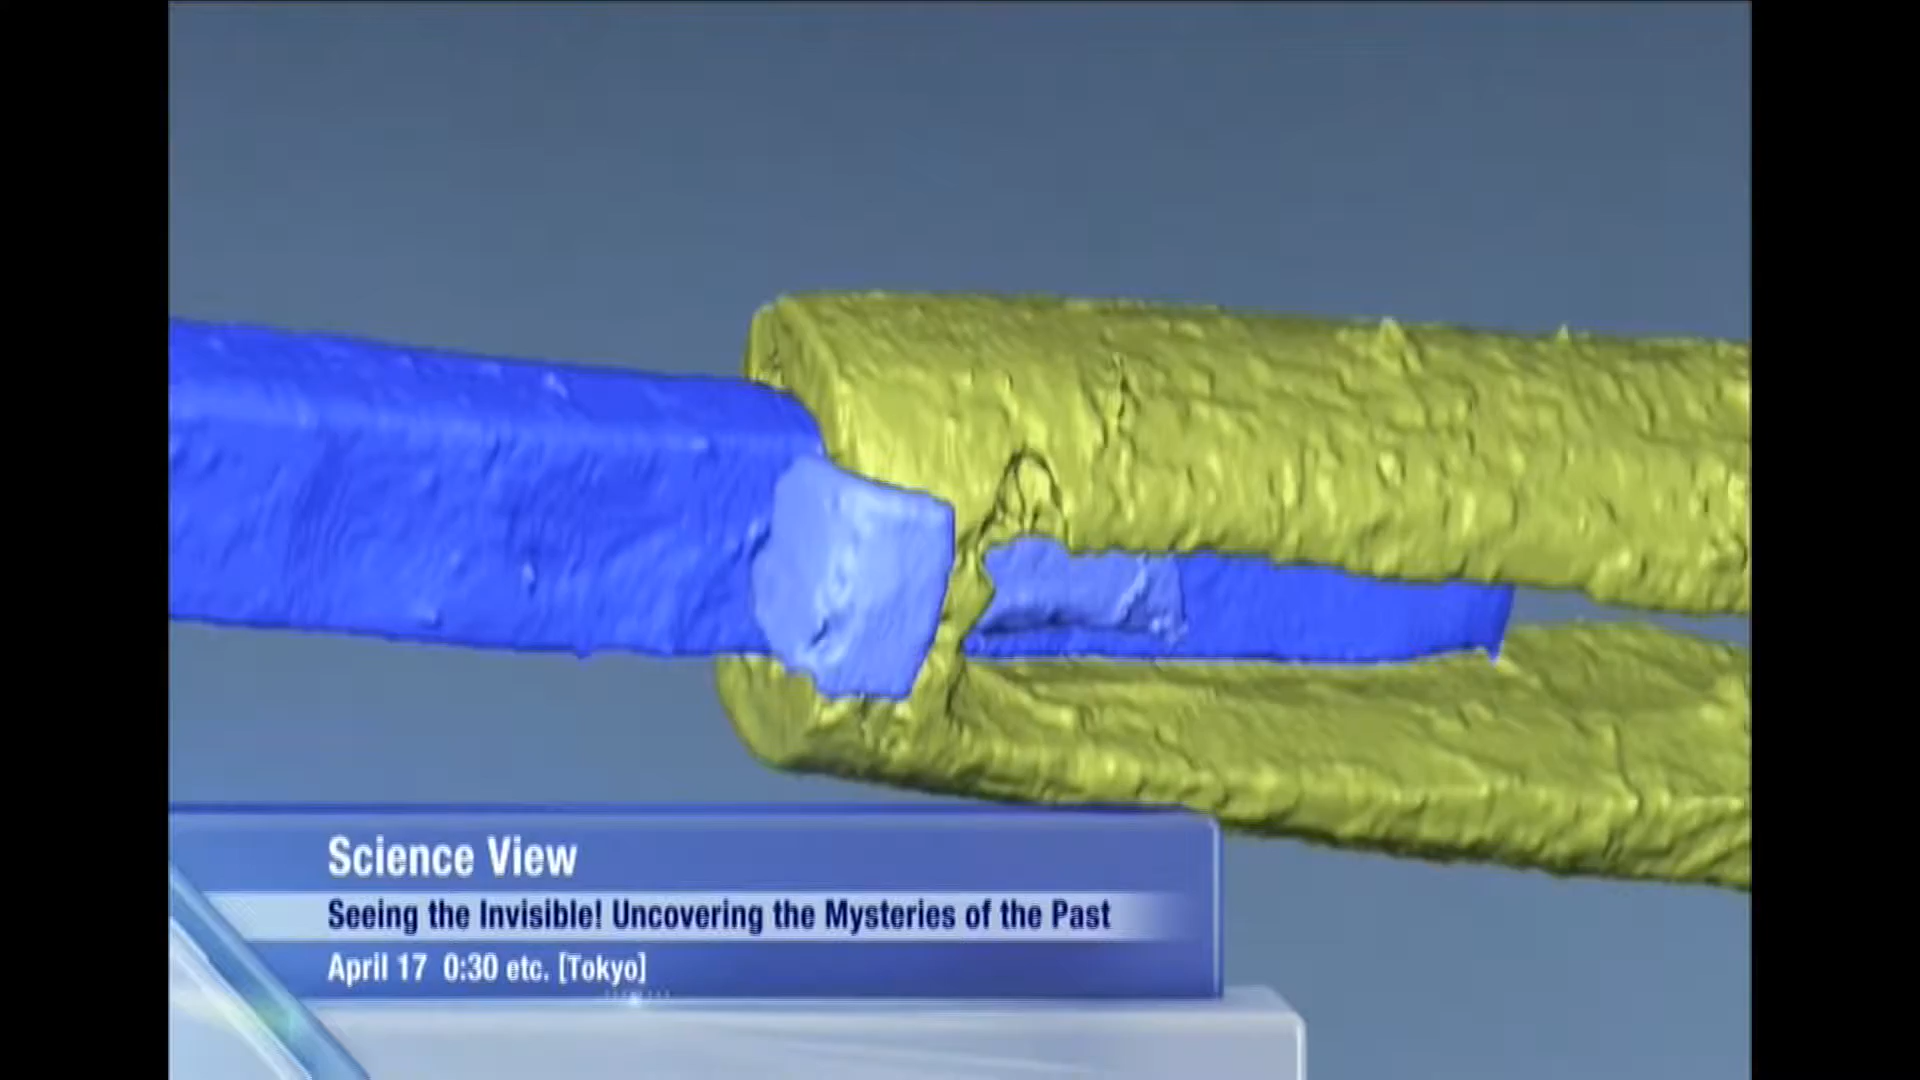 Science View
Seeing the Invisible! Uncovering the Mysteries of the Past
April 17 0:30 etc. [Tokyo]